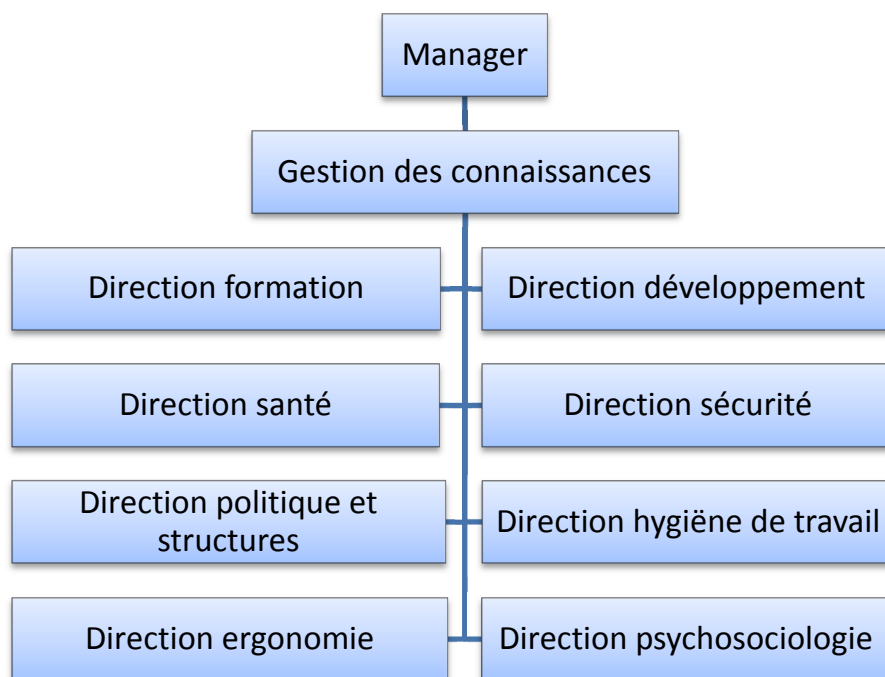 Manager
Gestion des connaissances
Direction formation
Direction développement
Direction santé
Direction sécurité
Direction politique et
structures
Direction hygiëne de travail
Direction ergonomie
Direction psychosociologie